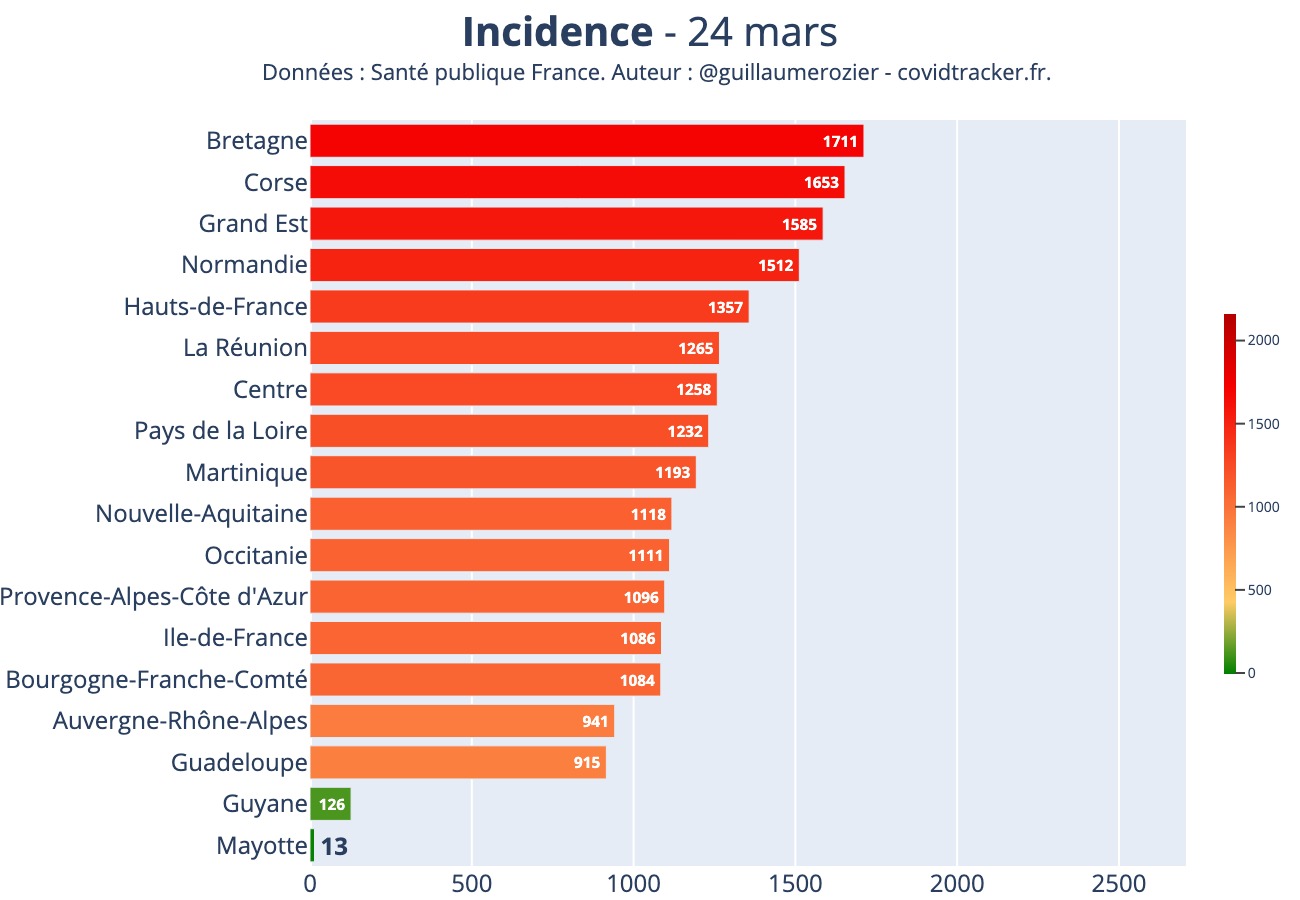 Incidence - 24 mars
Données : Santé publique France. Auteur : @guillaumerozier - covidtracker.fr.
Bretagne 1711
Corse 1653
Grand Est 1585
Normandie 1512
Hauts-de-France 1357
La Réunion 1265
Centre 1258
Pays de la Loire 1232
Martinique 1193
Nouvelle-Aquitaine 1118
Occitanie 1111
Provence-Alpes-Côte d'Azur 1096
Ile-de-France 1086
Bourgogne-Franche-Comté 1084
Auvergne-Rhône-Alpes 941
Guadeloupe 915
Guyane 126
Mayotte 13
0 500 1000 1500 2000 2500
2000
1500
1000
500
0